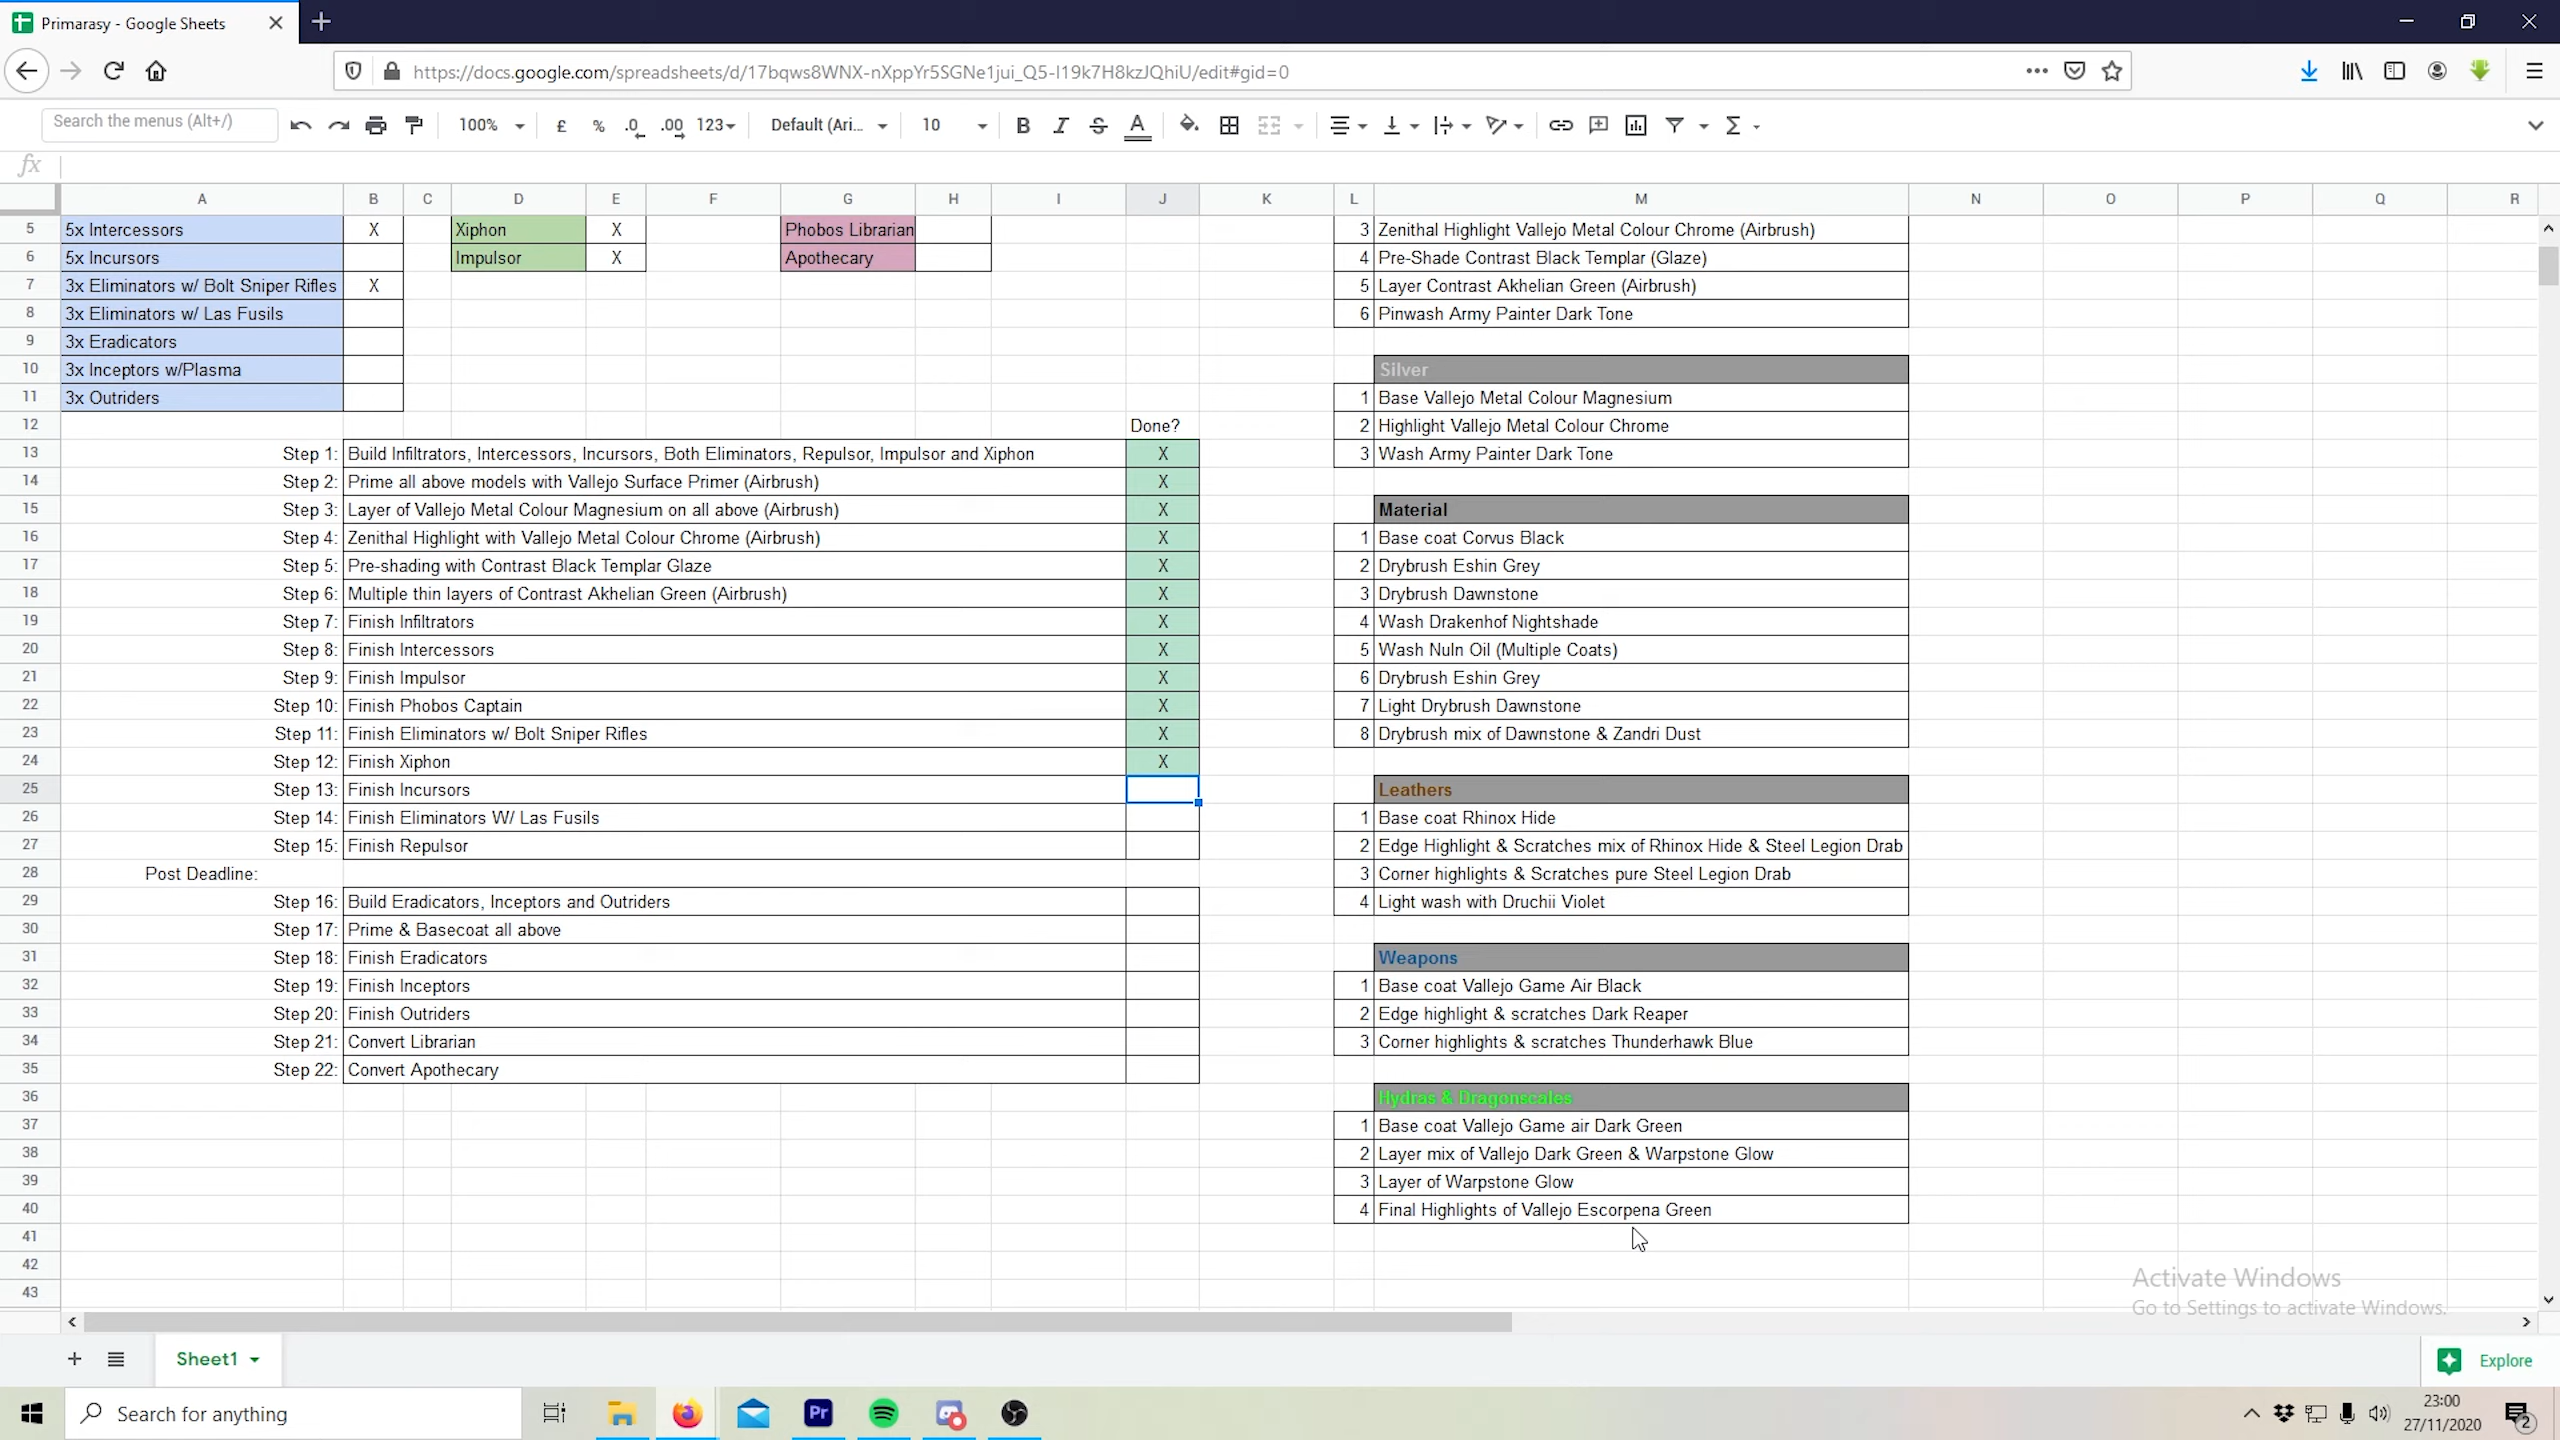 Primarasy - Google Sheets
https://docs.google.com/spreadsheets/d/17bqws8WNX-nXppYr5SGNe1jui_Q5-I19k7H8kzJQhiU/edit#gid=0
Search the menus (Alt+/)
100% £ % .0 .00 123 Default (Ari... 10 B I S A Σ
fx
A B C D E F G H I J K L M N O P Q R
5 5x Intercessors X Xiphon X Phobos Librarian 3 Zenithal Highlight Vallejo Metal Colour Chrome (Airbrush)
6 5x Incursors Impulsor X Apothecary 4 Pre-Shade Contrast Black Templar (Glaze)
7 3x Eliminators w/ Bolt Sniper Rifles X 5 Layer Contrast Akhelian Green (Airbrush)
8 3x Eliminators w/ Las Fusils 6 Pinwash Army Painter Dark Tone
9 3x Eradicators
10 3x Inceptors w/Plasma Silver
11 3x Outriders 1 Base Vallejo Metal Colour Magnesium
12 Done? 2 Highlight Vallejo Metal Colour Chrome
13 Step 1: Build Infiltrators, Intercessors, Incursors, Both Eliminators, Repulsor, Impulsor and Xiphon X 3 Wash Army Painter Dark Tone
14 Step 2: Prime all above models with Vallejo Surface Primer (Airbrush) X
15 Step 3: Layer of Vallejo Metal Colour Magnesium on all above (Airbrush) X Material
16 Step 4: Zenithal Highlight with Vallejo Metal Colour Chrome (Airbrush) X 1 Base coat Corvus Black
17 Step 5: Pre-shading with Contrast Black Templar Glaze X 2 Drybrush Eshin Grey
18 Step 6: Multiple thin layers of Contrast Akhelian Green (Airbrush) X 3 Drybrush Dawnstone
19 Step 7: Finish Infiltrators X 4 Wash Drakenhof Nightshade
20 Step 8: Finish Intercessors X 5 Wash Nuln Oil (Multiple Coats)
21 Step 9: Finish Impulsor X 6 Drybrush Eshin Grey
22 Step 10: Finish Phobos Captain X 7 Light Drybrush Dawnstone
23 Step 11: Finish Eliminators w/ Bolt Sniper Rifles X 8 Drybrush mix of Dawnstone & Zandri Dust
24 Step 12: Finish Xiphon X
25 Step 13: Finish Incursors Leathers
26 Step 14: Finish Eliminators W/ Las Fusils 1 Base coat Rhinox Hide
27 Step 15: Finish Repulsor 2 Edge Highlight & Scratches mix of Rhinox Hide & Steel Legion Drab
28 Post Deadline: 3 Corner highlights & Scratches pure Steel Legion Drab
29 Step 16: Build Eradicators, Inceptors and Outriders 4 Light wash with Druchii Violet
30 Step 17: Prime & Basecoat all above
31 Step 18: Finish Eradicators Weapons
32 Step 19: Finish Inceptors 1 Base coat Vallejo Game Air Black
33 Step 20: Finish Outriders 2 Edge highlight & scratches Dark Reaper
34 Step 21: Convert Librarian 3 Corner highlights & scratches Thunderhawk Blue
35 Step 22: Convert Apothecary
36 Hydras & Dragonscales
37 1 Base coat Vallejo Game air Dark Green
38 2 Layer mix of Vallejo Dark Green & Warpstone Glow
39 3 Layer of Warpstone Glow
40 4 Final Highlights of Vallejo Escorpena Green
41
42
43
Activate Windows
Go to Settings to activate Windows.
Sheet1
Explore
Search for anything
Pr
23:00
27/11/2020
2